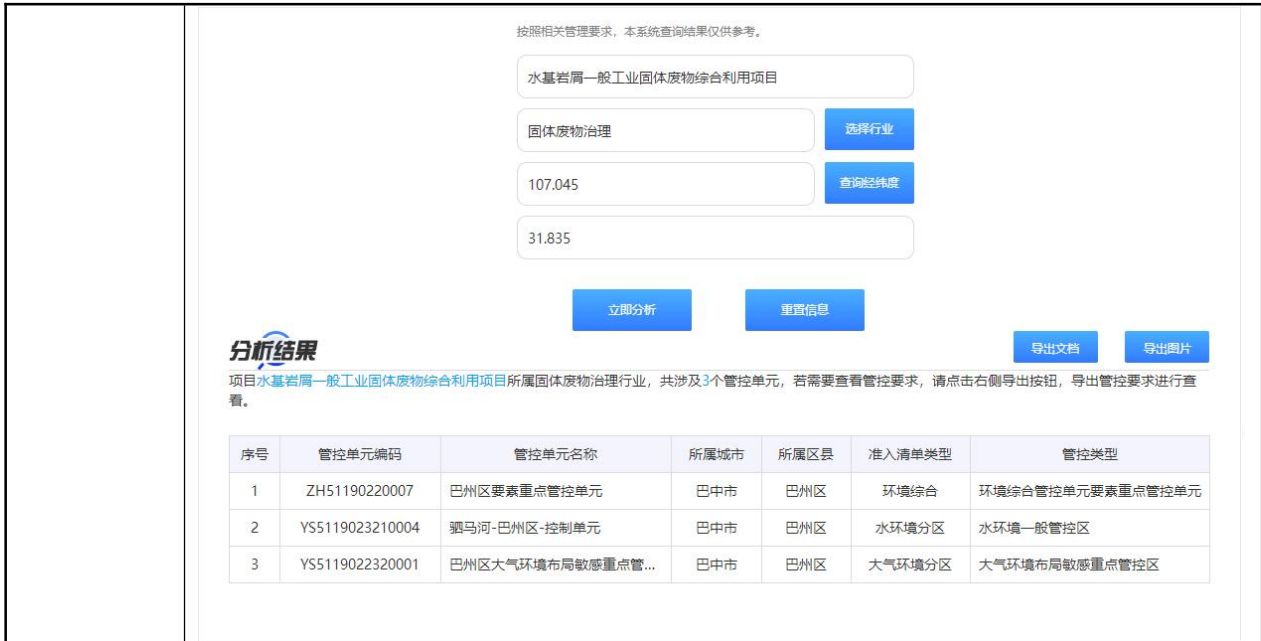 按照相关管理要求，本系统查询结果仅供参考。
水基岩屑一般工业固体废物综合利用项目
固体废物治理 选择行业
107.045 查询经纬度
31.835
立即分析 重置信息
分析结果 导出文档 导出图片
项目水基岩屑一般工业固体废物综合利用项目所属固体废物治理行业，共涉及3个管控单元，若需要查看管控要求，请点击右侧导出按钮，导出管控要求进行查
看。
序号 管控单元编码 管控单元名称 所属城市 所属区县 准入清单类型 管控类型
1 ZH51190220007 巴州区要素重点管控单元 巴中市 巴州区 环境综合 环境综合管控单元要素重点管控单元
2 YS5119023210004 驷马河-巴州区-控制单元 巴中市 巴州区 水环境分区 水环境一般管控区
3 YS5119022320001 巴州区大气环境布局敏感重点管... 巴中市 巴州区 大气环境分区 大气环境布局敏感重点管控区